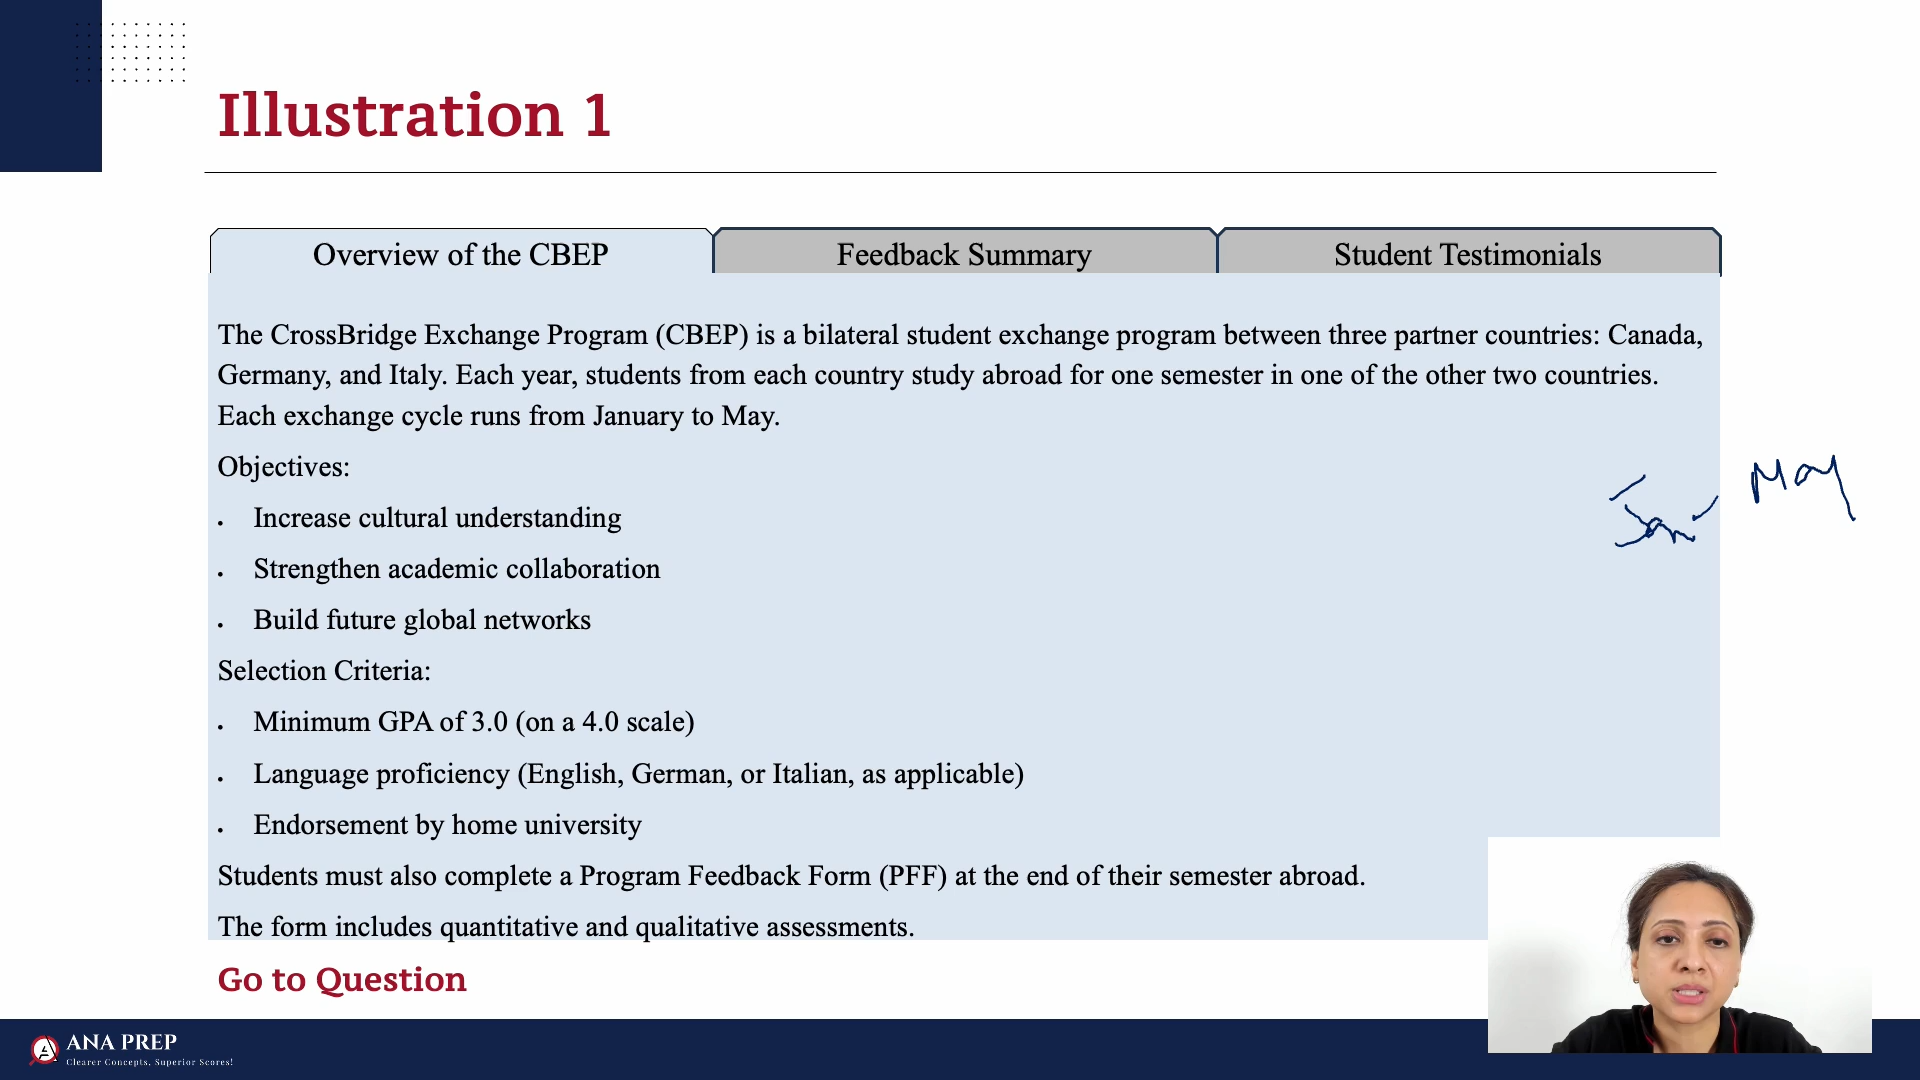 Illustration 1
Overview of the CBEP
Feedback Summary
Student Testimonials
The CrossBridge Exchange Program (CBEP) is a bilateral student exchange program between three partner countries: Canada,
Germany, and Italy. Each year, students from each country study abroad for one semester in one of the other two countries.
Each exchange cycle runs from January to May.
Objectives:
• Increase cultural understanding
• Strengthen academic collaboration
• Build future global networks
Selection Criteria:
• Minimum GPA of 3.0 (on a 4.0 scale)
• Language proficiency (English, German, or Italian, as applicable)
• Endorsement by home university
Students must also complete a Program Feedback Form (PFF) at the end of their semester abroad.
The form includes quantitative and qualitative assessments.
Jan - May
Go to Question
ANA PREP
Clearer Concepts, Superior Scores!